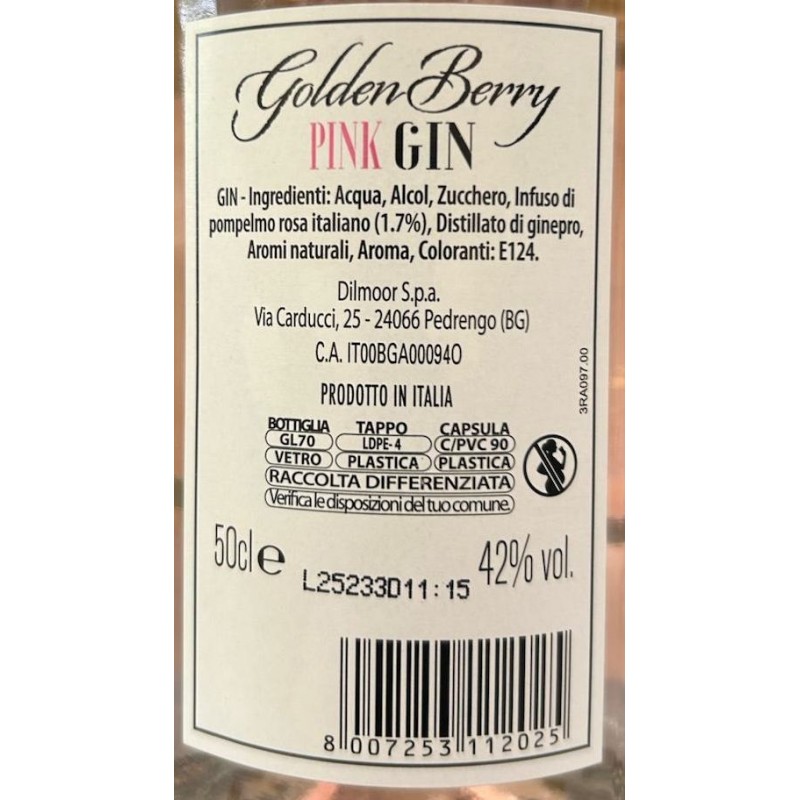 Golden Berry
PINK GIN
GIN - Ingredienti: Acqua, Alcol, Zucchero, Infuso di
pompelmo rosa italiano (1.7%), Distillato di ginepro,
Aromi naturali, Aroma, Coloranti: E124.
Dilmoor S.p.a.
Via Carducci, 25 - 24066 Pedrengo (BG)
C.A. IT00BGA00094O
PRODOTTO IN ITALIA
3RA097.00
BOTTIGLIA TAPPO CAPSULA
GL70 LDPE-4 C/PVC 90
VETRO PLASTICA PLASTICA
RACCOLTA DIFFERENZIATA
Verifica le disposizioni del tuo comune.
50cl e 42% vol.
L25233D11:15
8 007253 112025